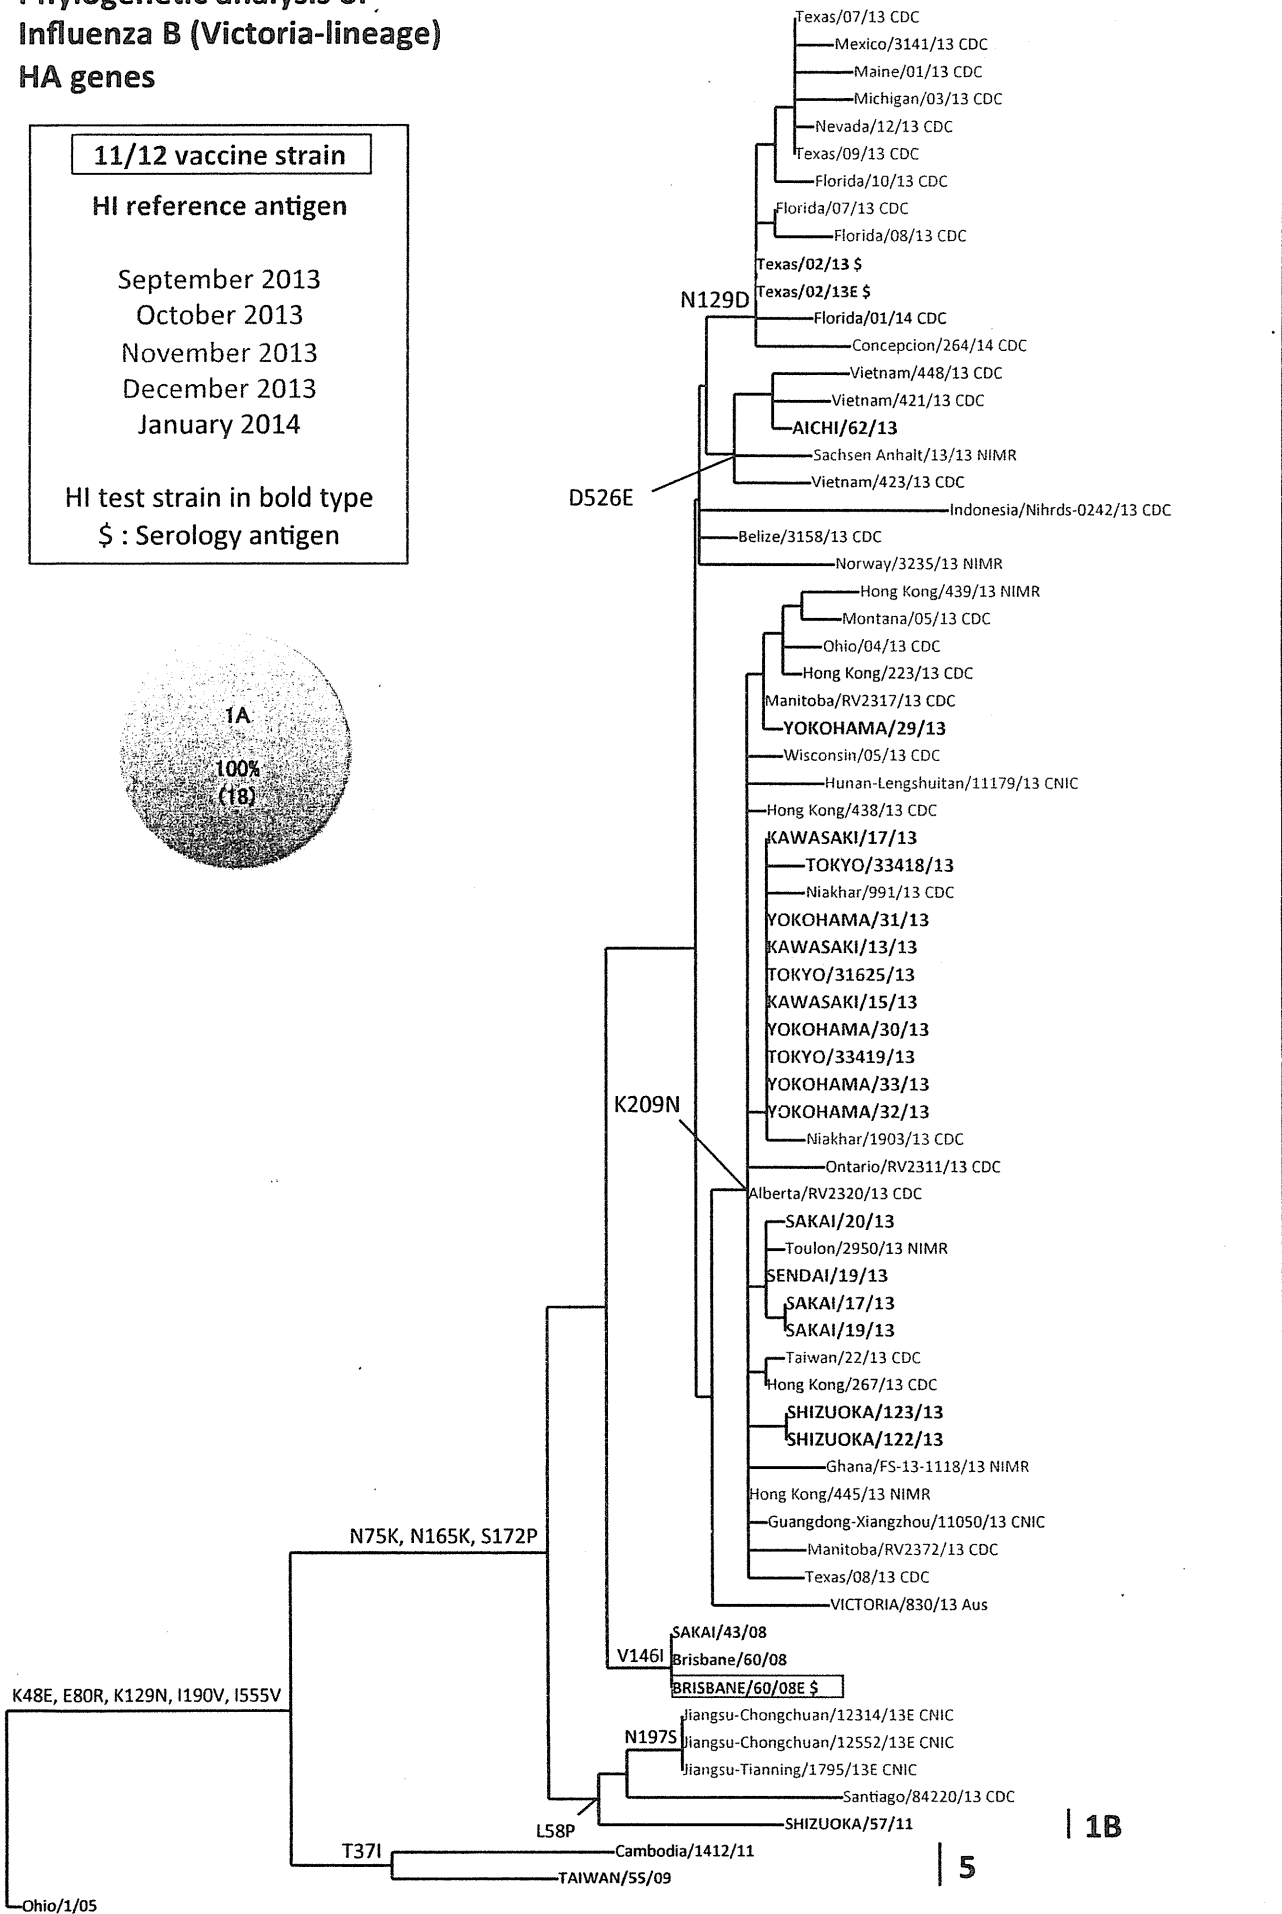 Phylogenetic analysis of
Influenza B (Victoria-lineage)
HA genes
11/12 vaccine strain
HI reference antigen
September 2013
October 2013
November 2013
December 2013
January 2014
HI test strain in bold type
$ : Serology antigen
1A
100%
(18)
Texas/07/13 CDC
Mexico/3141/13 CDC
Maine/01/13 CDC
Michigan/03/13 CDC
Nevada/12/13 CDC
Texas/09/13 CDC
Florida/10/13 CDC
Florida/07/13 CDC
Florida/08/13 CDC
Texas/02/13 $
Texas/02/13E $
N129D
Florida/01/14 CDC
Concepcion/264/14 CDC
Vietnam/448/13 CDC
Vietnam/421/13 CDC
AICHI/62/13
Sachsen Anhalt/13/13 NIMR
Vietnam/423/13 CDC
D526E
Indonesia/Nihrds-0242/13 CDC
Belize/3158/13 CDC
Norway/3235/13 NIMR
Hong Kong/439/13 NIMR
Montana/05/13 CDC
Ohio/04/13 CDC
Hong Kong/223/13 CDC
Manitoba/RV2317/13 CDC
YOKOHAMA/29/13
Wisconsin/05/13 CDC
Hunan-Lengshuitan/11179/13 CNIC
Hong Kong/438/13 CDC
KAWASAKI/17/13
TOKYO/33418/13
Niakhar/991/13 CDC
YOKOHAMA/31/13
KAWASAKI/13/13
TOKYO/31625/13
KAWASAKI/15/13
YOKOHAMA/30/13
TOKYO/33419/13
YOKOHAMA/33/13
K209N
YOKOHAMA/32/13
Niakhar/1903/13 CDC
Ontario/RV2311/13 CDC
Alberta/RV2320/13 CDC
SAKAI/20/13
Toulon/2950/13 NIMR
SENDAI/19/13
SAKAI/17/13
SAKAI/19/13
Taiwan/22/13 CDC
Hong Kong/267/13 CDC
SHIZUOKA/123/13
SHIZUOKA/122/13
Ghana/FS-13-1118/13 NIMR
Hong Kong/445/13 NIMR
Guangdong-Xiangzhou/11050/13 CNIC
N75K, N165K, S172P
Manitoba/RV2372/13 CDC
Texas/08/13 CDC
VICTORIA/830/13 Aus
SAKAI/43/08
V146I
Brisbane/60/08
BRISBANE/60/08E $
K48E, E80R, K129N, I190V, I555V
Jiangsu-Chongchuan/12314/13E CNIC
N197S
Jiangsu-Chongchuan/12552/13E CNIC
Jiangsu-Tianning/1795/13E CNIC
Santiago/84220/13 CDC
L58P
SHIZUOKA/57/11
1B
T37I
Cambodia/1412/11
5
TAIWAN/55/09
Ohio/1/05